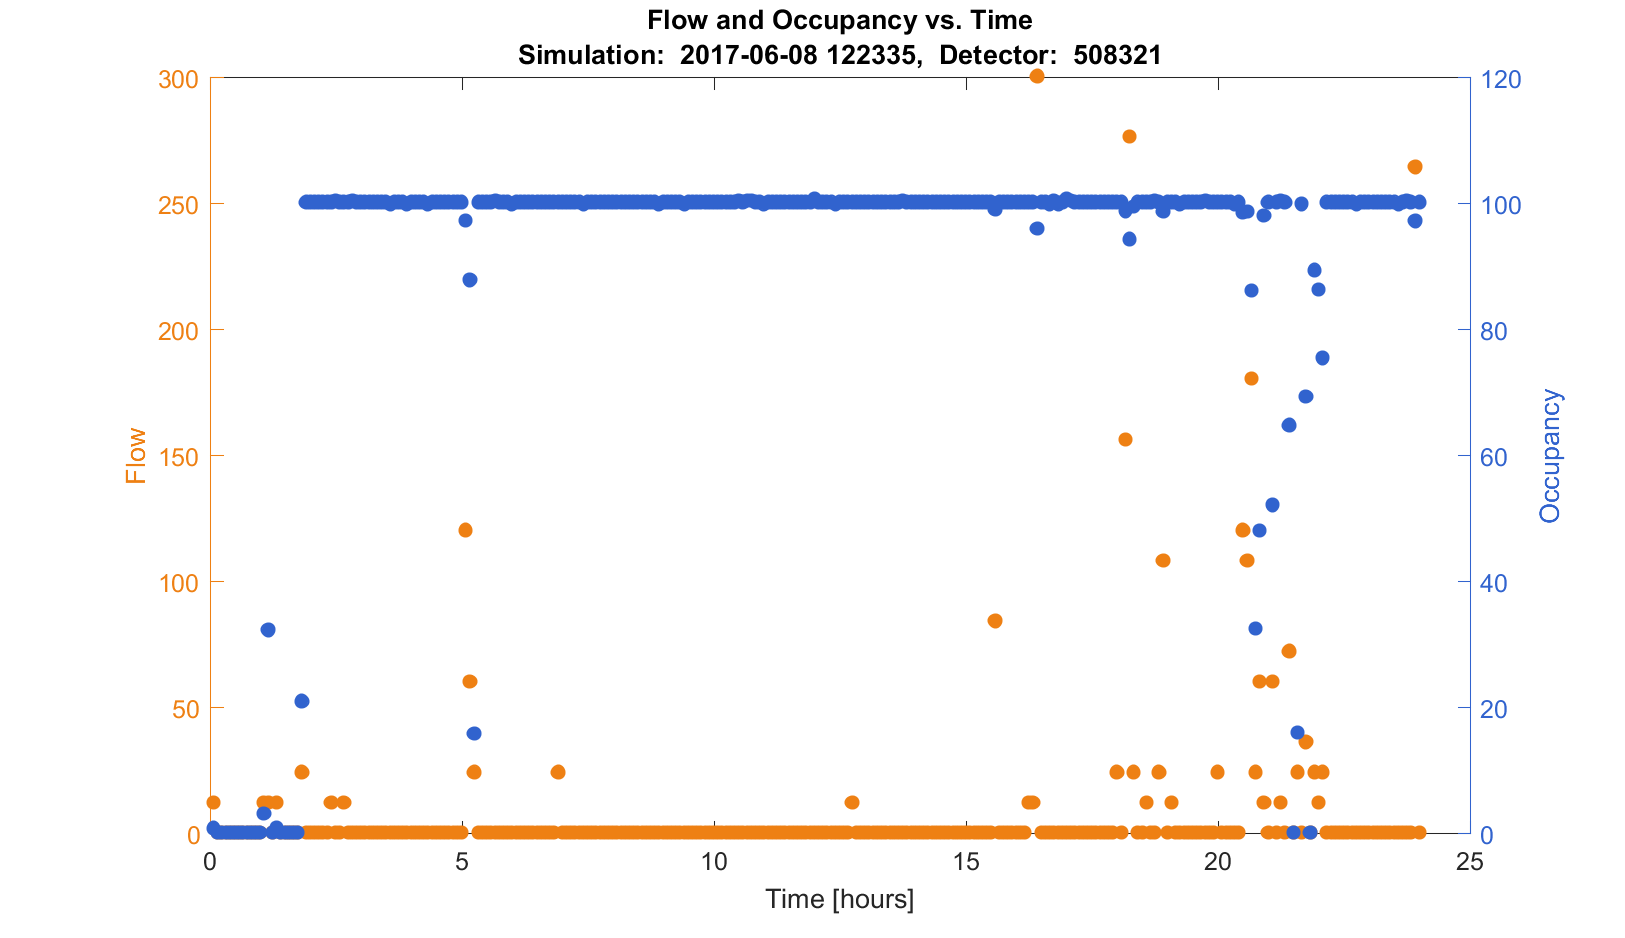 Flow and Occupancy vs. Time
Simulation:  2017-06-08 122335,  Detector:  508321
300
250
200
150
100
50
0
Flow
120
100
80
60
40
20
0
Occupancy
0 5 10 15 20 25
Time [hours]